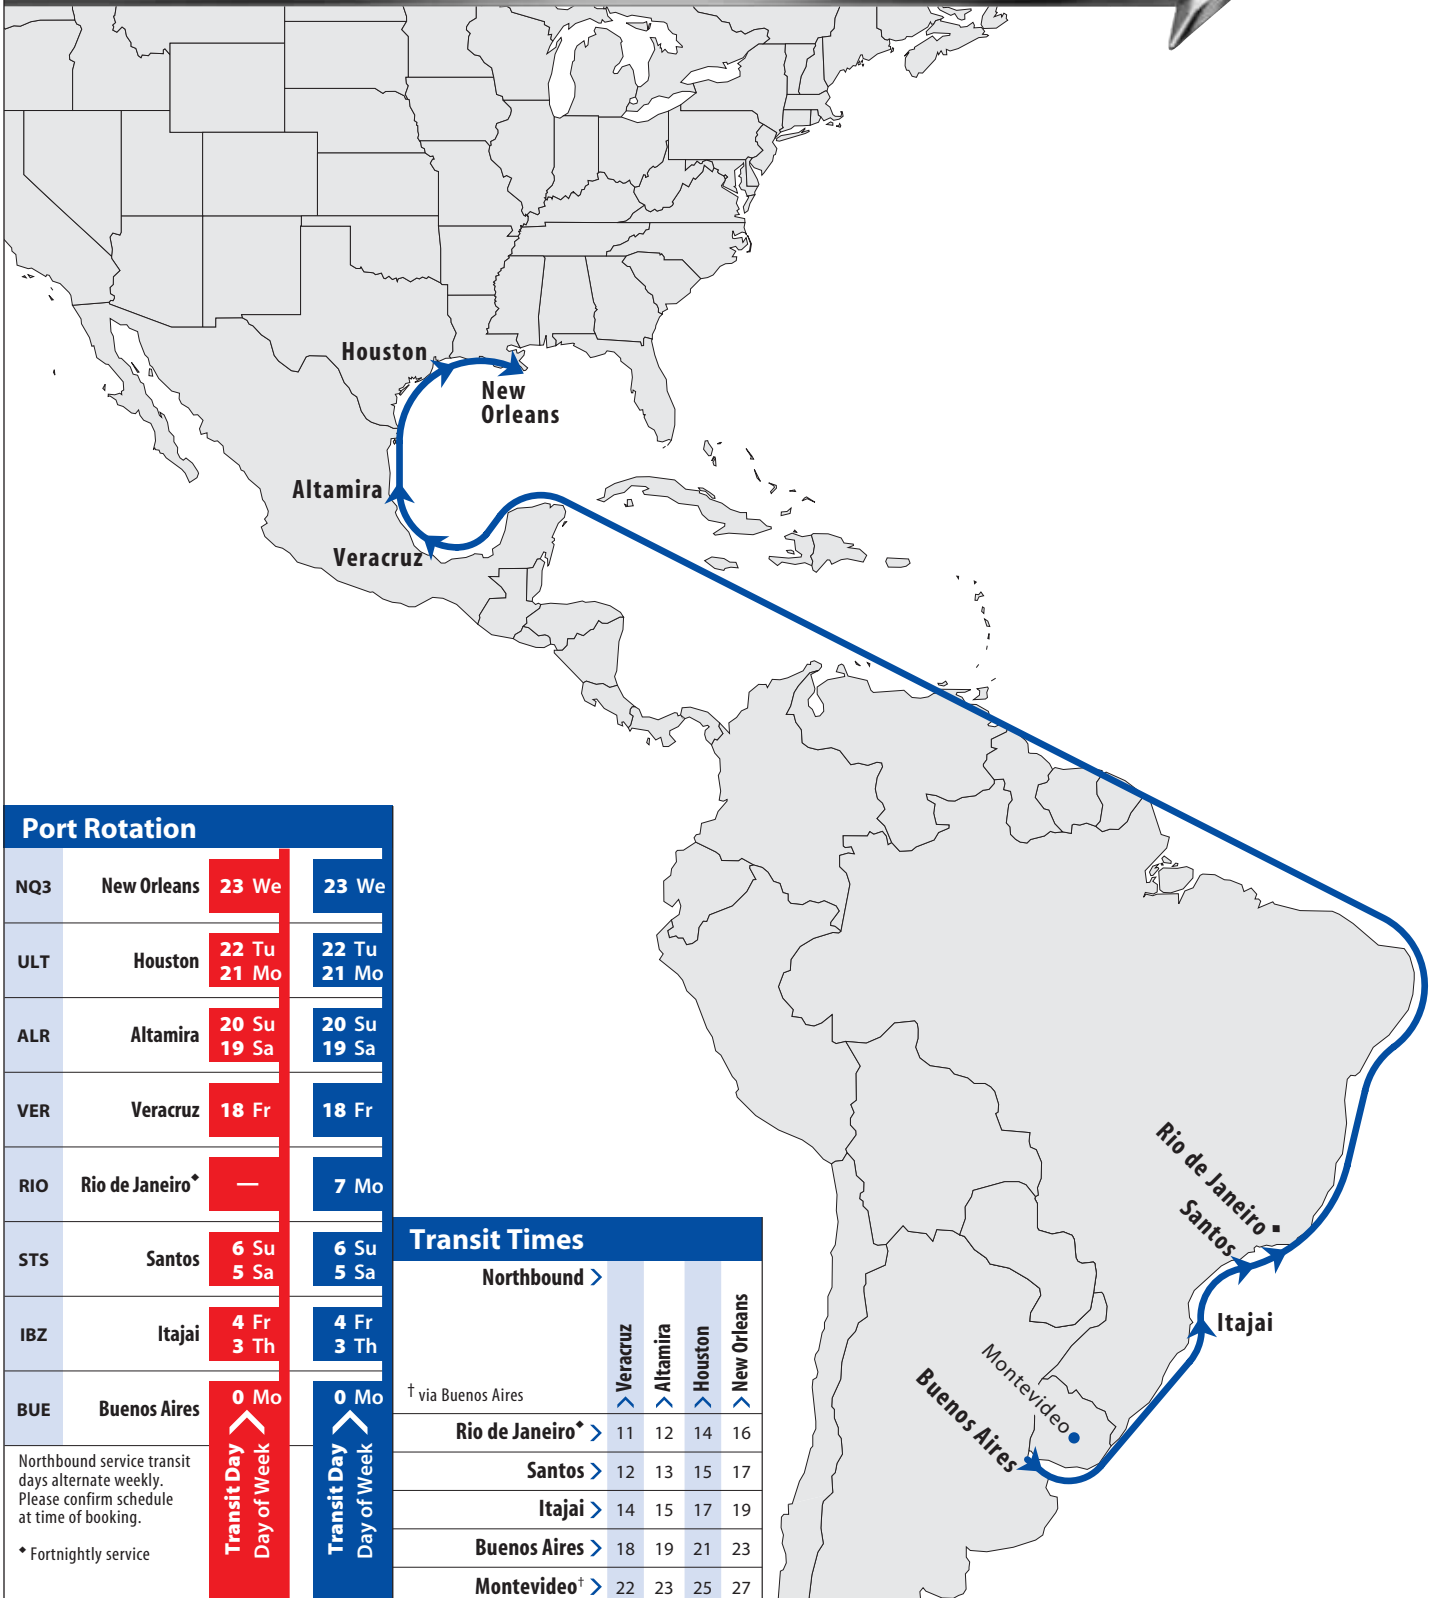 Houston
New
Orleans
Altamira
Veracruz
Rio de Janeiro
Santos
Itajai
Montevideo
Buenos Aires
Port Rotation
NQ3 New Orleans 23 We 23 We
ULT Houston 22 Tu 22 Tu
21 Mo 21 Mo
ALR Altamira 20 Su 20 Su
19 Sa 19 Sa
VER Veracruz 18 Fr 18 Fr
RIO Rio de Janeiro◆ — 7 Mo
STS Santos 6 Su 6 Su
5 Sa 5 Sa
IBZ Itajai 4 Fr 4 Fr
3 Th 3 Th
BUE Buenos Aires 0 Mo 0 Mo
Transit Day
Day of Week
Transit Day
Day of Week
Northbound service transit
days alternate weekly.
Please confirm schedule
at time of booking.
◆ Fortnightly service
Transit Times
Northbound >
† via Buenos Aires
> Veracruz
> Altamira
> Houston
> New Orleans
Rio de Janeiro◆ > 11 12 14 16
Santos > 12 13 15 17
Itajai > 14 15 17 19
Buenos Aires > 18 19 21 23
Montevideo† > 22 23 25 27